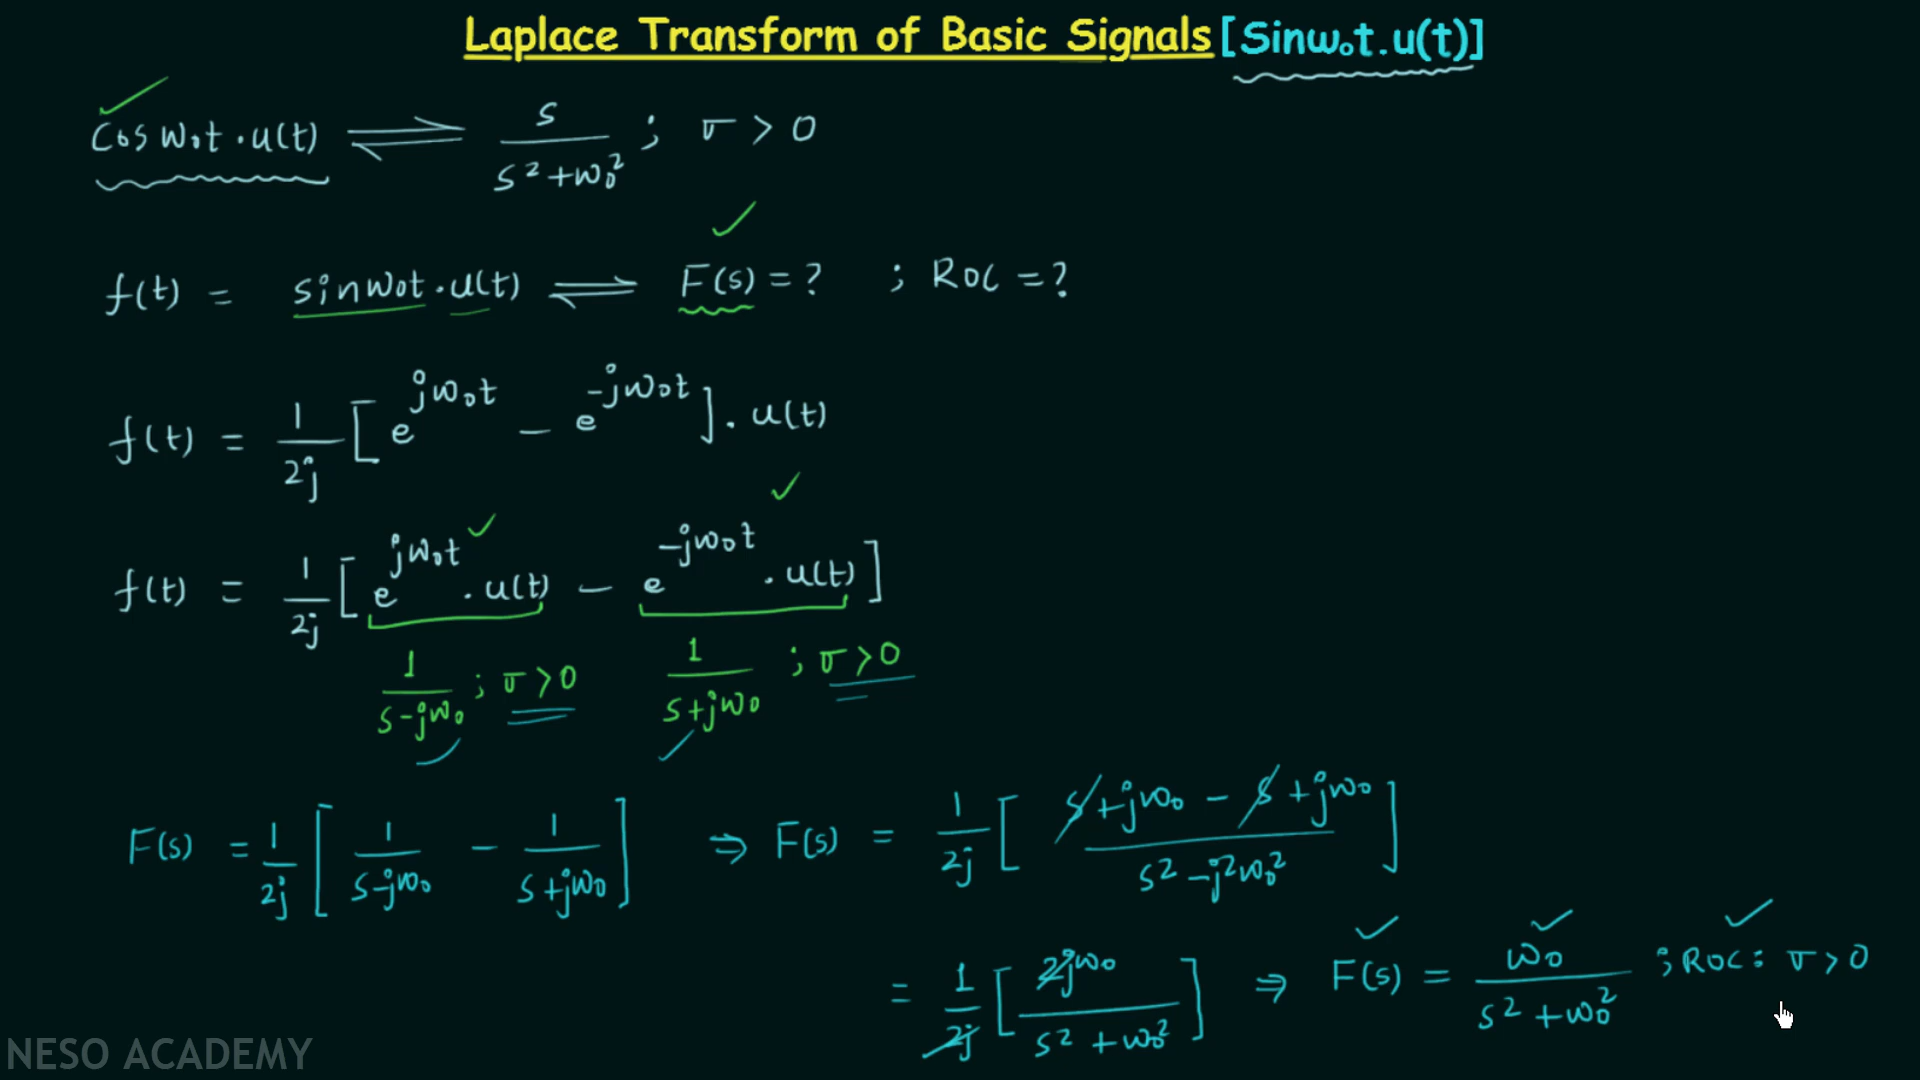 Laplace Transform of Basic Signals [Sinω₀t.u(t)]
Cos ω₀t . u(t) ⇌ s/(s² + ω₀²) ; σ > 0
f(t) = sinω₀t . u(t) ⇌ F(s) = ? ; ROC = ?
f(t) = 1/2j [ e^(jω₀t) - e^(-jω₀t) ] . u(t)
f(t) = 1/2j [ e^(jω₀t) . u(t) - e^(-jω₀t) . u(t) ]
1/(s-jω₀) ; σ > 0 1/(s+jω₀) ; σ > 0
F(s) = 1/2j [ 1/(s-jω₀) - 1/(s+jω₀) ] ⇒ F(s) = 1/2j [ (s+jω₀ - s+jω₀)/(s² - j²ω₀²) ]
= 1/2j [ 2jω₀/(s² + ω₀²) ] ⇒ F(s) = ω₀/(s² + ω₀²) ; ROC: σ > 0
NESO ACADEMY